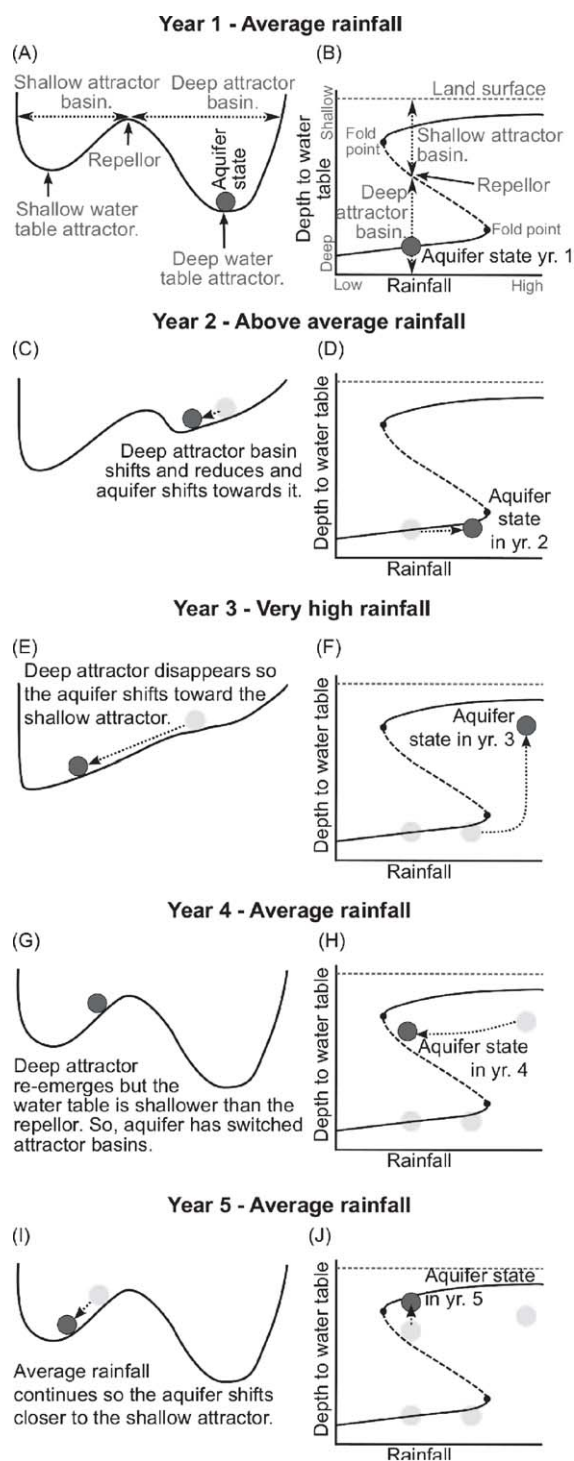 Year 1 - Average rainfall
(A)
Shallow attractor
basin.
Deep attractor
basin.
Repellor
Aquifer
state
Shallow water
table attractor.
Deep water
table attractor.
(B)
Land surface
Shallow
Fold
point
Shallow attractor
basin.
Repellor
Deep
attractor
basin.
Fold point
Aquifer state yr. 1
Depth to water
table
Deep
Low
Rainfall
High
Year 2 - Above average rainfall
(C)
Deep attractor basin
shifts and reduces and
aquifer shifts towards it.
(D)
Depth to water table
Aquifer
state
in yr. 2
Rainfall
Year 3 - Very high rainfall
(E)
Deep attractor disappears so
the aquifer shifts toward the
shallow attractor.
(F)
Depth to water table
Aquifer
state in yr. 3
Rainfall
Year 4 - Average rainfall
(G)
Deep attractor
re-emerges but the
water table is shallower than the
repellor. So, aquifer has switched
attractor basins.
(H)
Depth to water table
Aquifer state
in yr. 4
Rainfall
Year 5 - Average rainfall
(I)
Average rainfall
continues so the aquifer shifts
closer to the shallow attractor.
(J)
Depth to water table
Aquifer state
in yr. 5
Rainfall